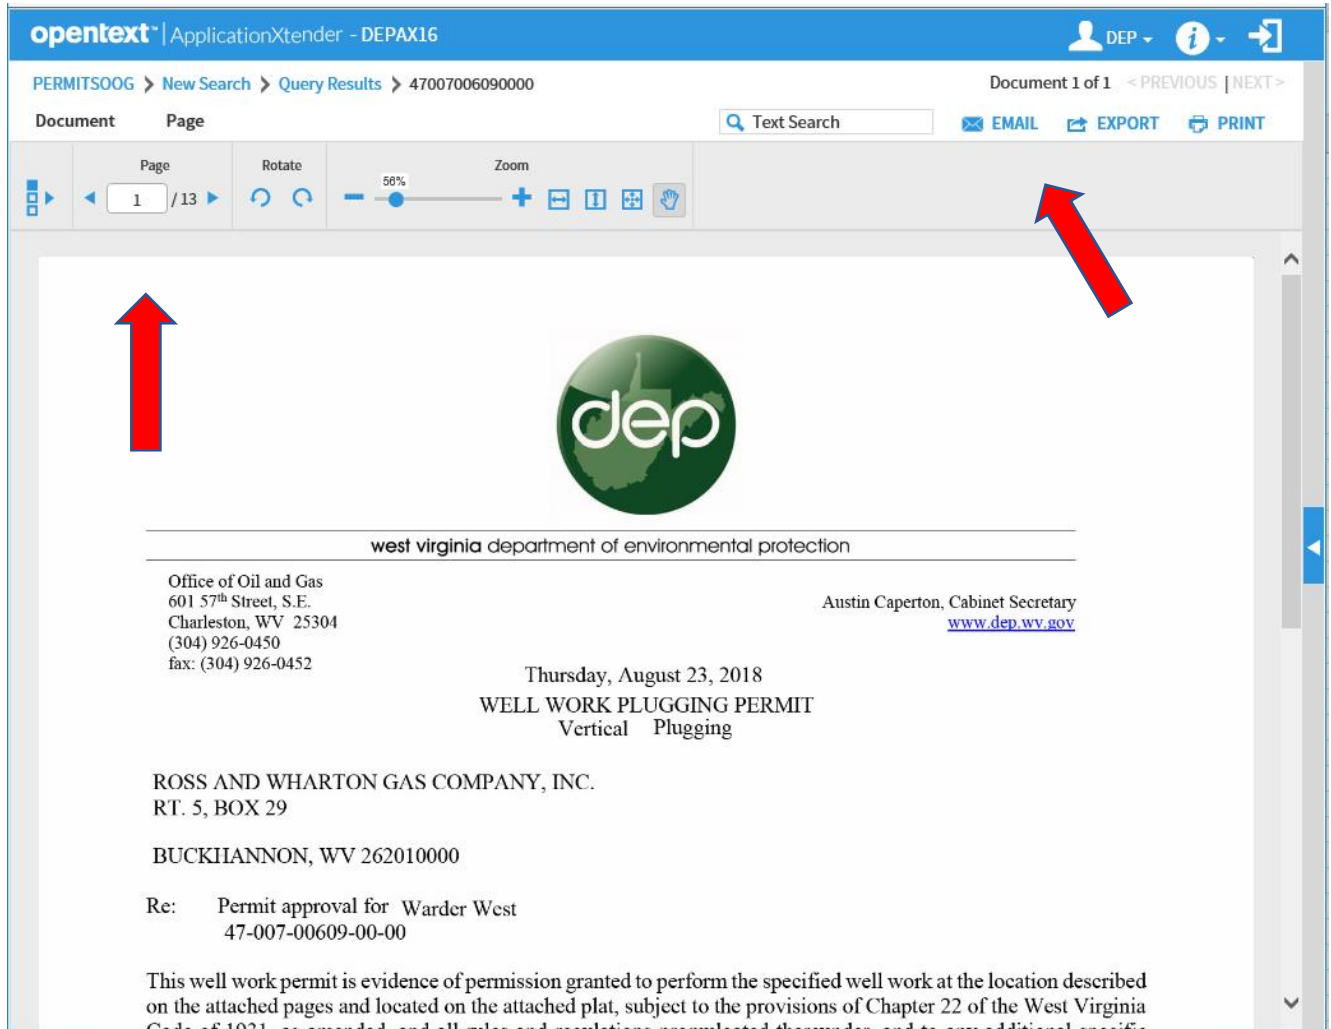 opentext™ | ApplicationXtender - DEPAX16
DEP
PERMITSOOG > New Search > Query Results > 47007006090000
Document 1 of 1 < PREVIOUS | NEXT >
Document Page
Text Search
EMAIL EXPORT PRINT
Page Rotate Zoom
1 / 13
56%
dep
west virginia department of environmental protection
Office of Oil and Gas
601 57th Street, S.E.
Charleston, WV 25304
(304) 926-0450
fax: (304) 926-0452
Austin Caperton, Cabinet Secretary
www.dep.wv.gov
Thursday, August 23, 2018
WELL WORK PLUGGING PERMIT
Vertical Plugging
ROSS AND WHARTON GAS COMPANY, INC.
RT. 5, BOX 29
BUCKHANNON, WV 262010000
Re: Permit approval for Warder West
47-007-00609-00-00
This well work permit is evidence of permission granted to perform the specified well work at the location described
on the attached pages and located on the attached plat, subject to the provisions of Chapter 22 of the West Virginia